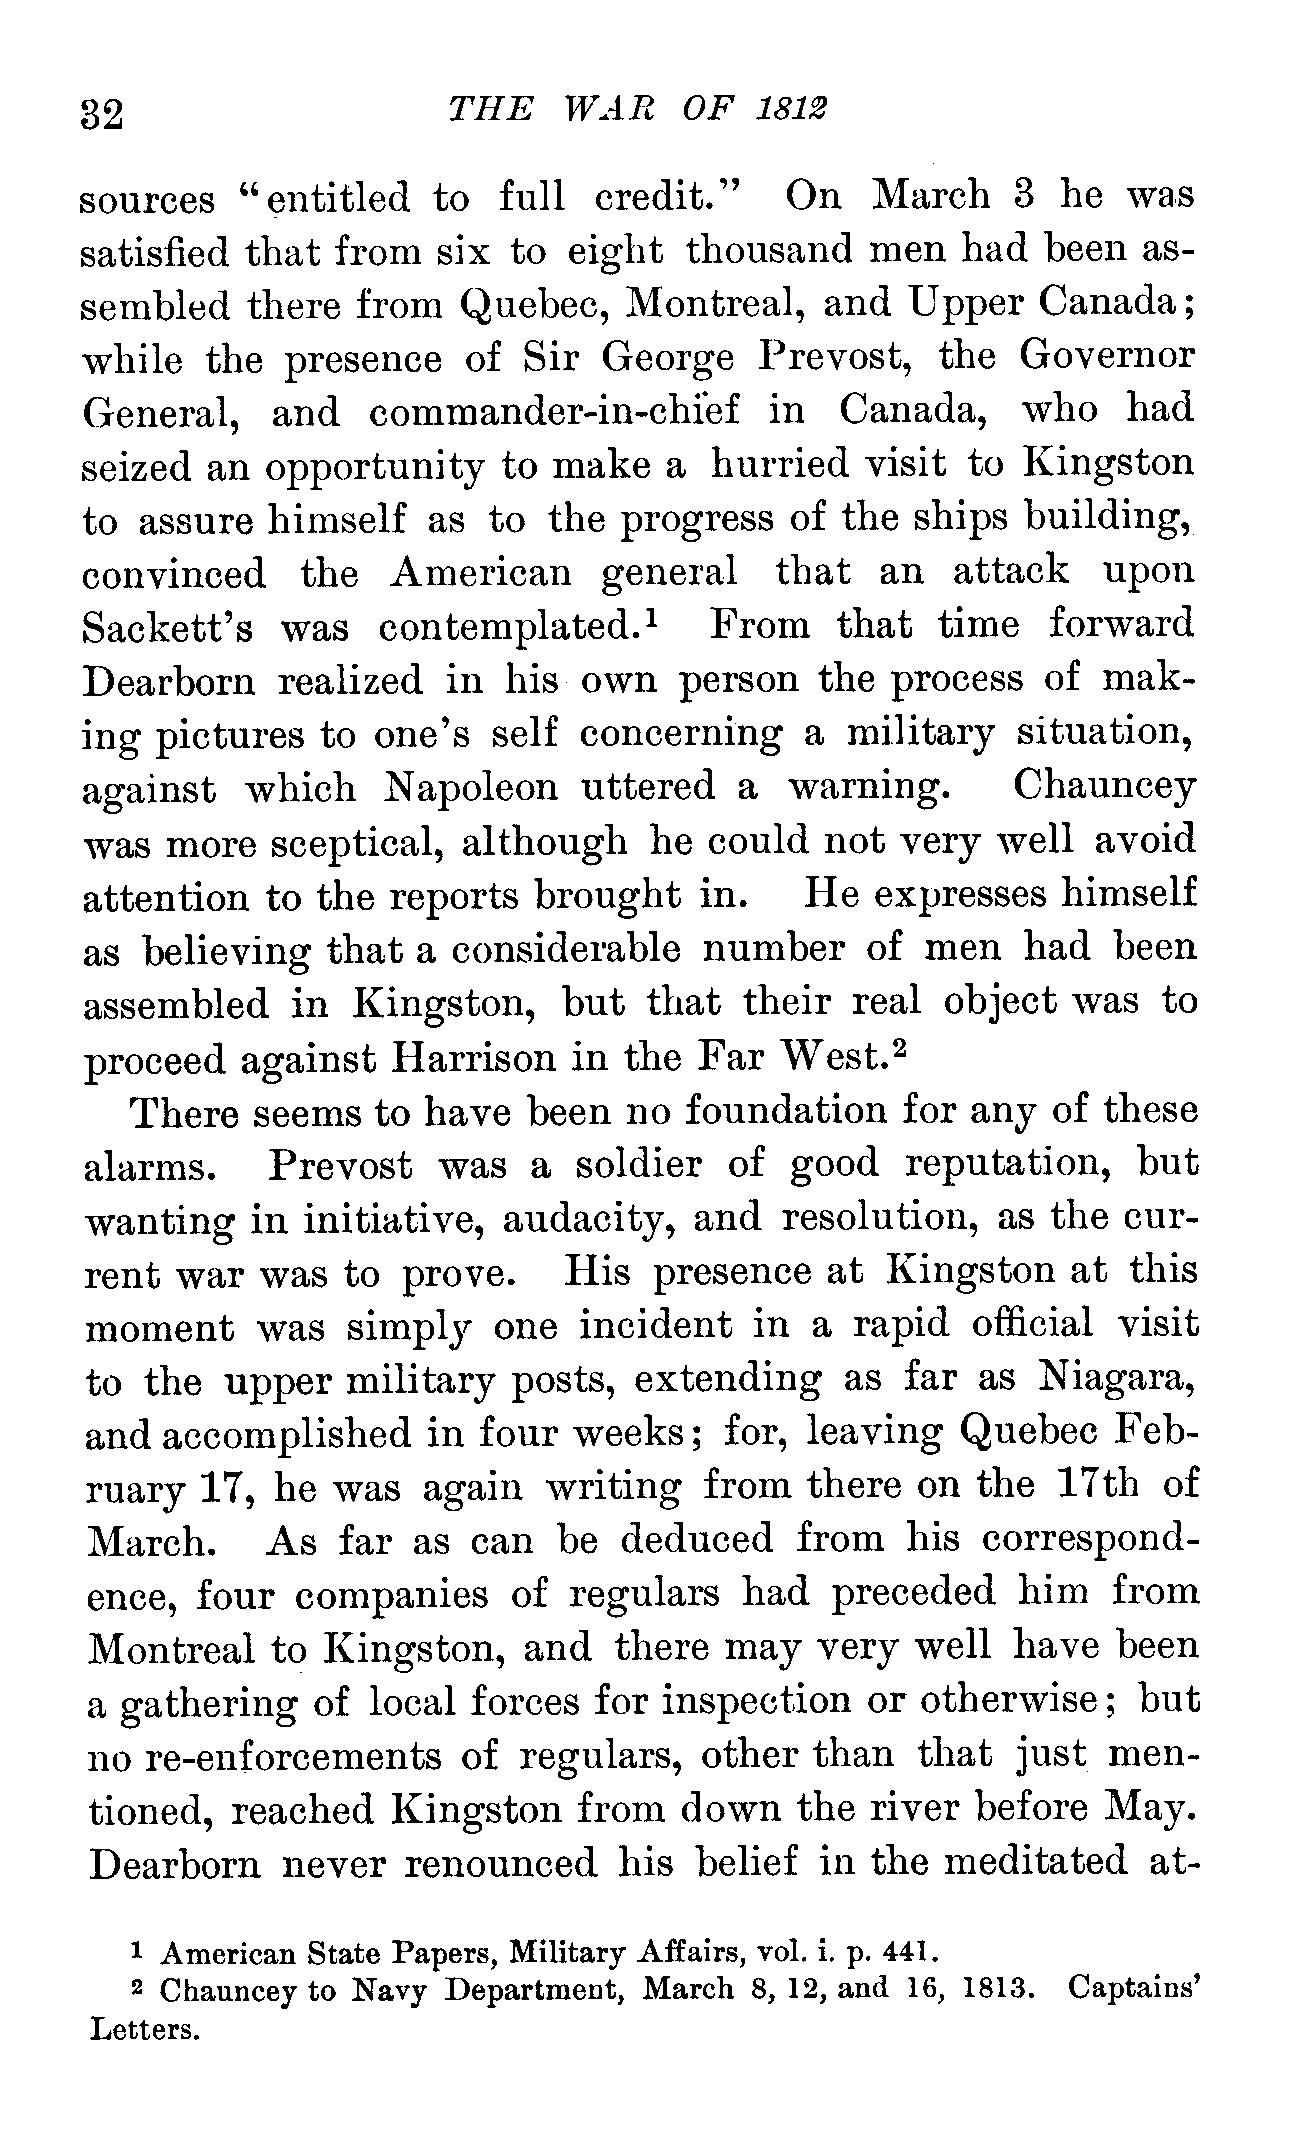 32 THE WAR OF 1812
sources "entitled to full credit." On March 3 he was
satisfied that from six to eight thousand men had been as-
sembled there from Quebec, Montreal, and Upper Canada;
while the presence of Sir George Prevost, the Governor
General, and commander-in-chief in Canada, who had
seized an opportunity to make a hurried visit to Kingston
to assure himself as to the progress of the ships building,
convinced the American general that an attack upon
Sackett's was contemplated.¹ From that time forward
Dearborn realized in his own person the process of mak-
ing pictures to one's self concerning a military situation,
against which Napoleon uttered a warning. Chauncey
was more sceptical, although he could not very well avoid
attention to the reports brought in. He expresses himself
as believing that a considerable number of men had been
assembled in Kingston, but that their real object was to
proceed against Harrison in the Far West.²
There seems to have been no foundation for any of these
alarms. Prevost was a soldier of good reputation, but
wanting in initiative, audacity, and resolution, as the cur-
rent war was to prove. His presence at Kingston at this
moment was simply one incident in a rapid official visit
to the upper military posts, extending as far as Niagara,
and accomplished in four weeks; for, leaving Quebec Feb-
ruary 17, he was again writing from there on the 17th of
March. As far as can be deduced from his correspond-
ence, four companies of regulars had preceded him from
Montreal to Kingston, and there may very well have been
a gathering of local forces for inspection or otherwise; but
no re-enforcements of regulars, other than that just men-
tioned, reached Kingston from down the river before May.
Dearborn never renounced his belief in the meditated at-
¹ American State Papers, Military Affairs, vol. i. p. 441.
² Chauncey to Navy Department, March 8, 12, and 16, 1813. Captains'
Letters.